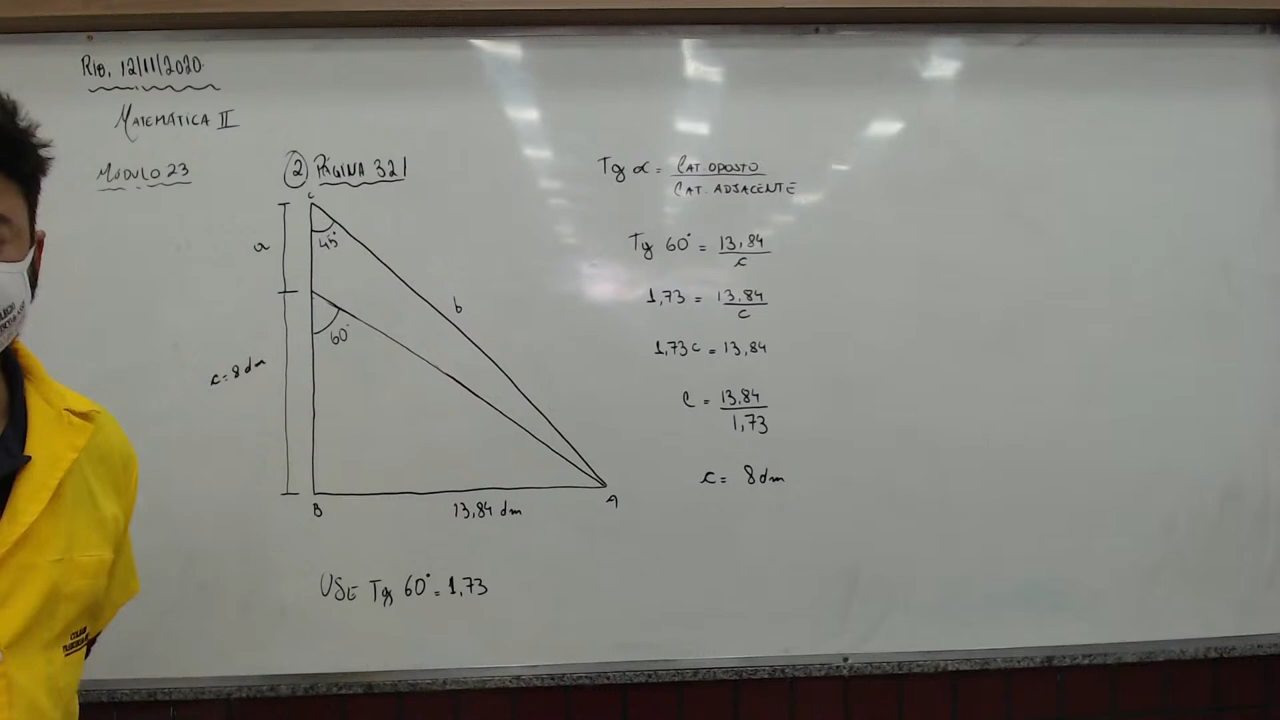 Rib, 12/11/2020
MATEMÁTICA II
MÓDULO 23
2 PÁGINA 321
C
45°
a
b
60°
c = 8 dm
B
A
13,84 dm
USE Tg 60° = 1,73
Tg α = CAT. OPOSTO / CAT. ADJACENTE
Tg 60° = 13,84 / c
1,73 = 13,84 / c
1,73c = 13,84
C = 13,84 / 1,73
c = 8 dm
COLÉGIO